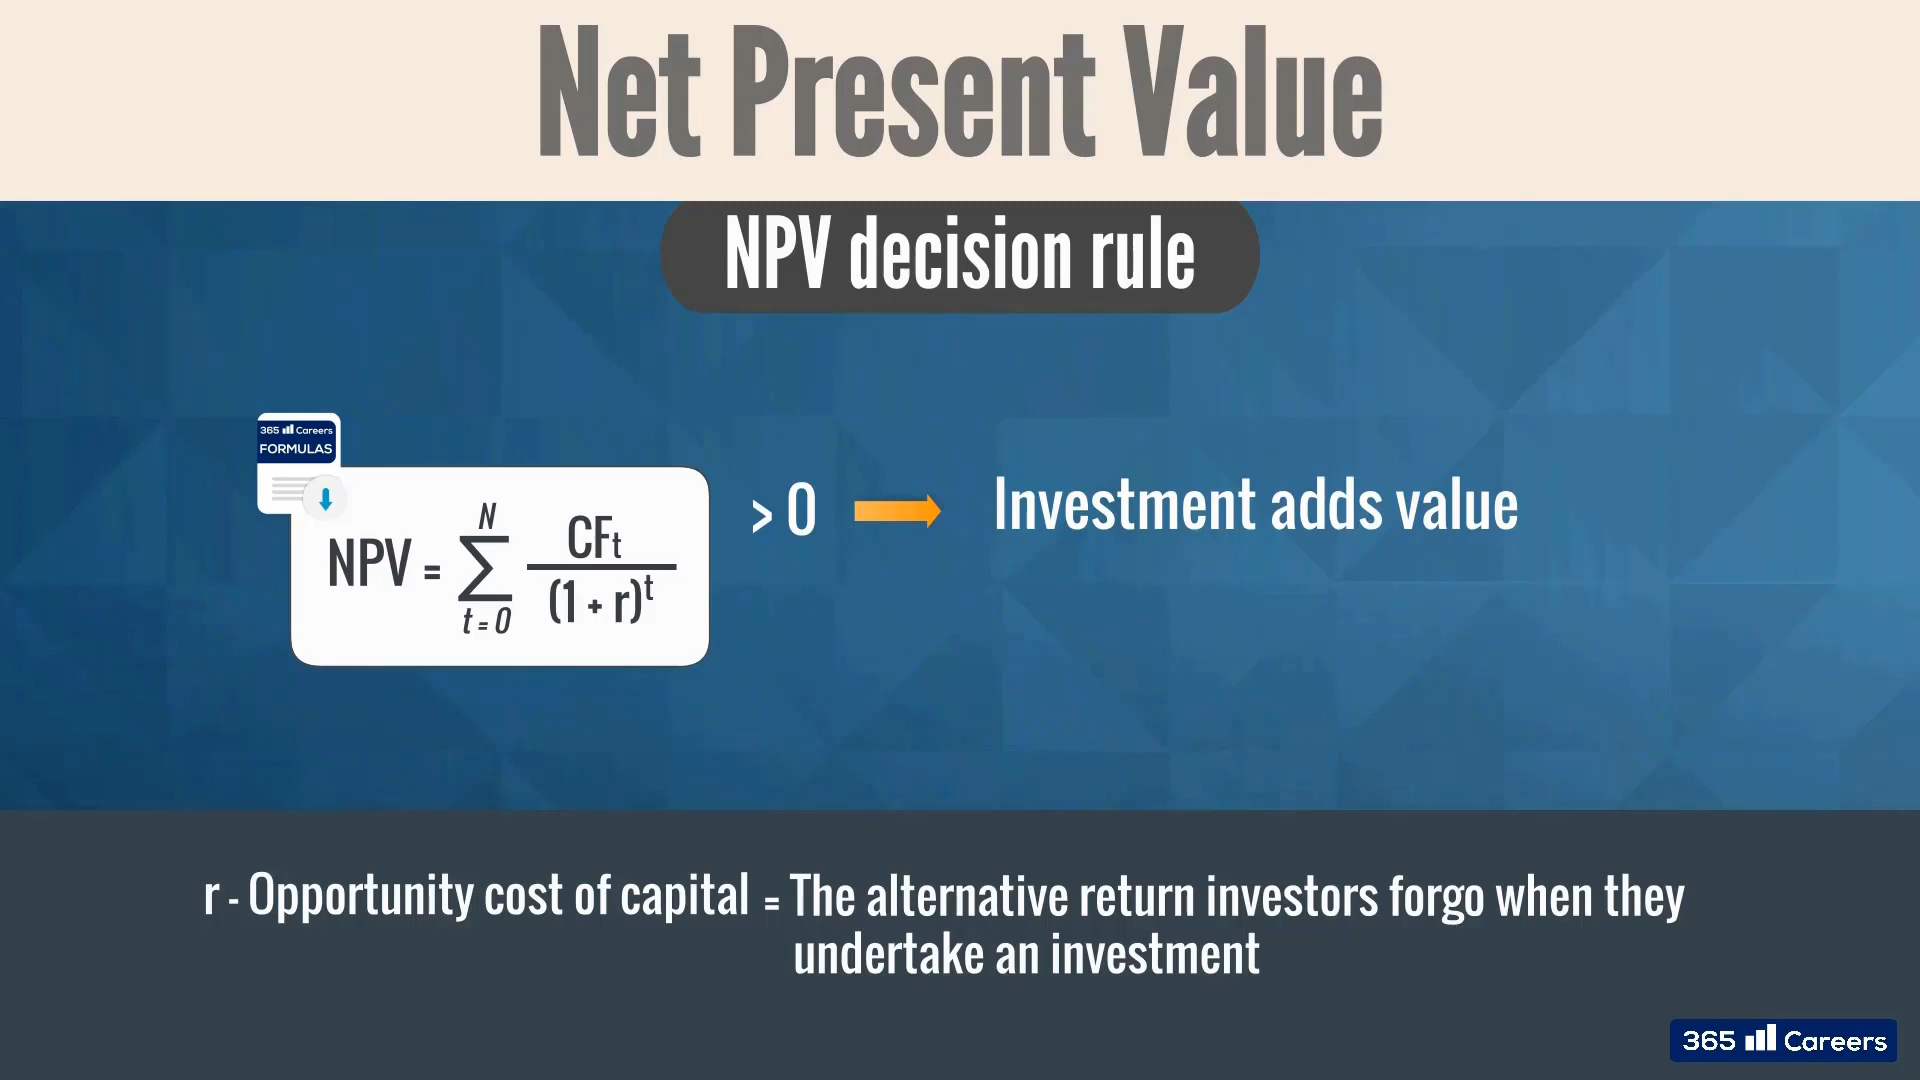 Net Present Value
NPV decision rule
365 Careers
FORMULAS
N
NPV = ∑ CFt / (1 + r)^t
t = 0
> 0
Investment adds value
r - Opportunity cost of capital = The alternative return investors forgo when they
undertake an investment
365 Careers